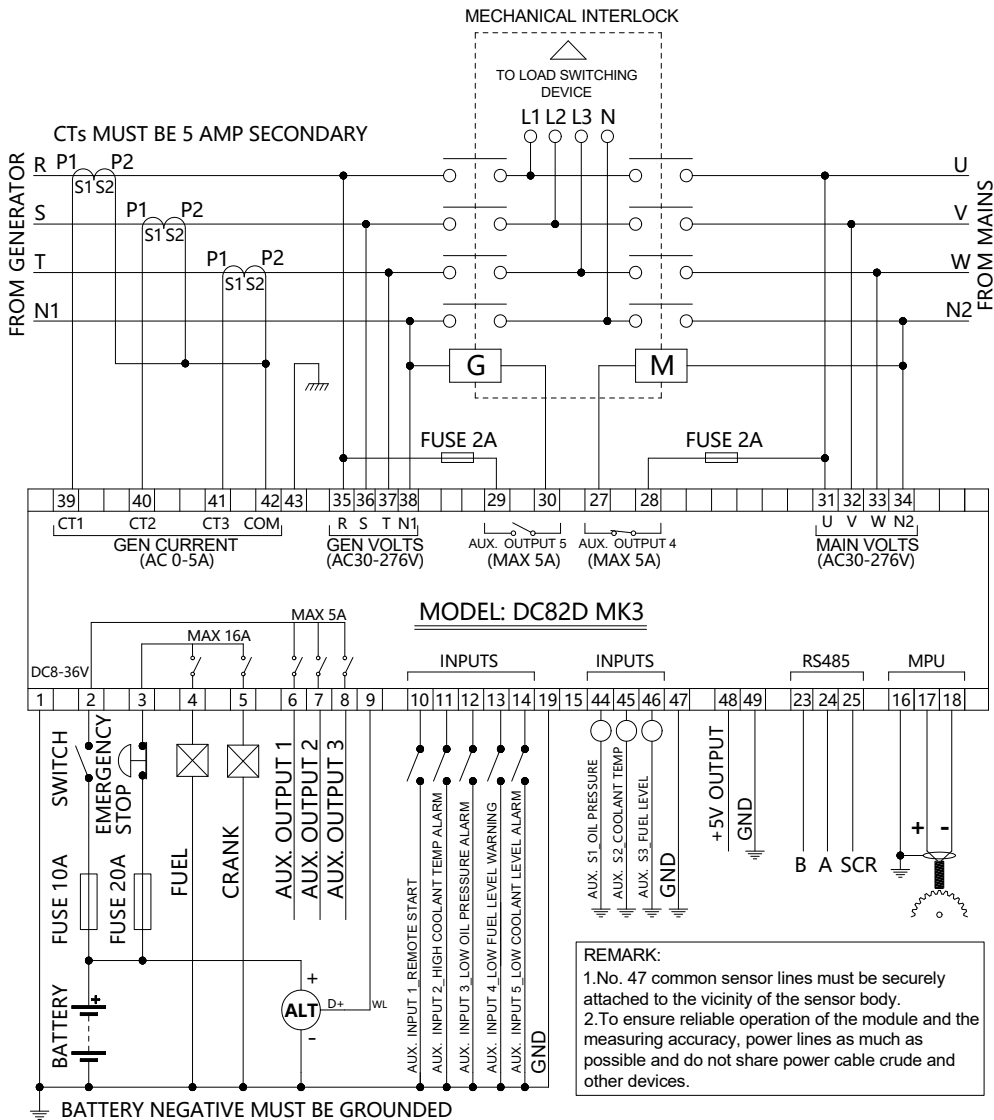 MECHANICAL INTERLOCK
TO LOAD SWITCHING
DEVICE
L1 L2 L3 N
CTs MUST BE 5 AMP SECONDARY
FROM GENERATOR
R P1 P2
S1 S2
S P1 P2
S1 S2
T P1 P2
S1 S2
N1
U
V
W
N2
FROM MAINS
G
M
FUSE 2A
FUSE 2A
39 40 41 42 43 35 36 37 38 29 30 27 28 31 32 33 34
CT1 CT2 CT3 COM
GEN CURRENT
(AC 0-5A)
R S T N1
GEN VOLTS
(AC30-276V)
AUX. OUTPUT 5
(MAX 5A)
AUX. OUTPUT 4
(MAX 5A)
U V W N2
MAIN VOLTS
(AC30-276V)
MODEL: DC82D MK3
MAX 5A
MAX 16A
DC8-36V
INPUTS
INPUTS
RS485
MPU
1 2 3 4 5 6 7 8 9 10 11 12 13 14 19 15 44 45 46 47 48 49 23 24 25 16 17 18
SWITCH
EMERGENCY
STOP
FUSE 10A
FUSE 20A
FUEL
CRANK
AUX. OUTPUT 1
AUX. OUTPUT 2
AUX. OUTPUT 3
BATTERY
+
+
ALT
-
D+
WL
AUX. INPUT 1_REMOTE START
AUX. INPUT 2_HIGH COOLANT TEMP ALARM
AUX. INPUT 3_LOW OIL PRESSURE ALARM
AUX. INPUT 4_LOW FUEL LEVEL WARNING
AUX. INPUT 5_LOW COOLANT LEVEL ALARM
GND
AUX. S1_OIL PRESSURE
AUX. S2_COOLANT TEMP
AUX. S3_FUEL LEVEL
GND
+5V OUTPUT
GND
B A SCR
+ -
REMARK:
1.No. 47 common sensor lines must be securely
attached to the vicinity of the sensor body.
2.To ensure reliable operation of the module and the
measuring accuracy, power lines as much as
possible and do not share power cable crude and
other devices.
BATTERY NEGATIVE MUST BE GROUNDED